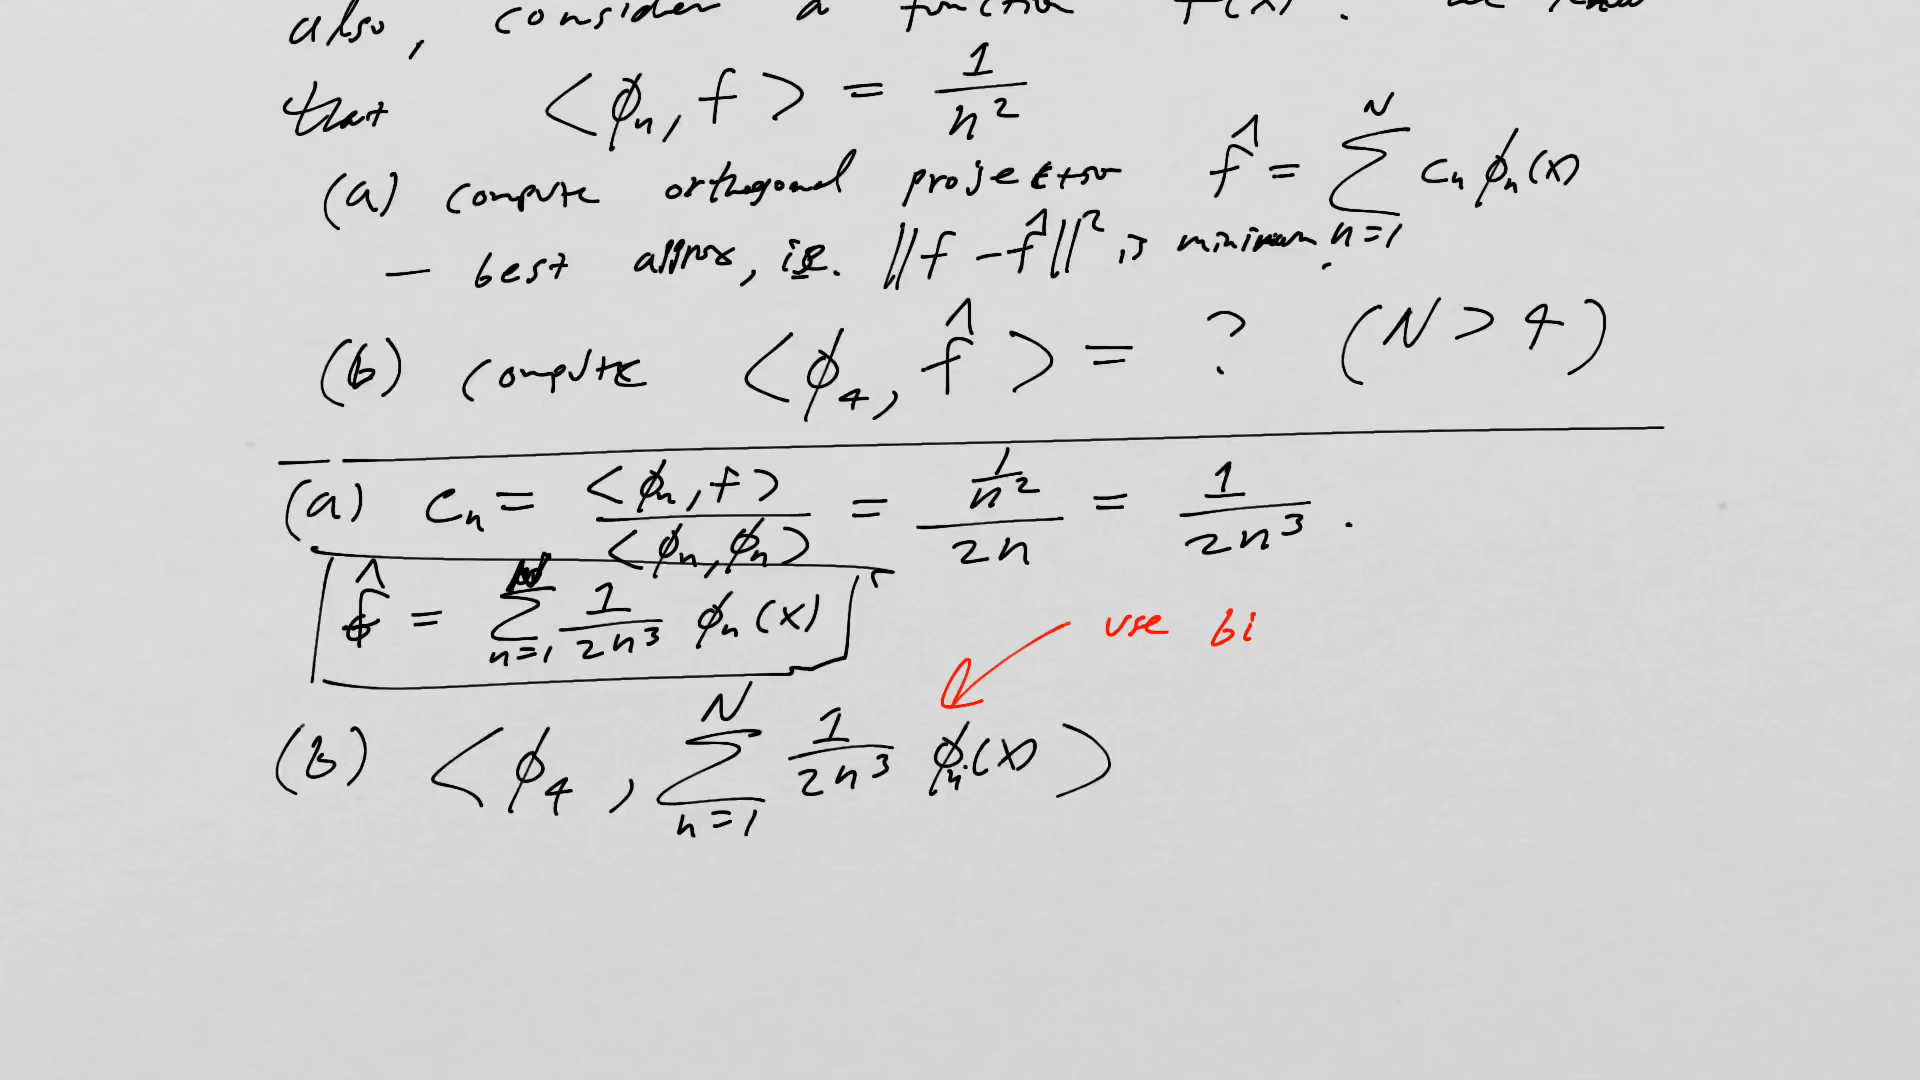 also, consider a function f(x). we know
that <ϕₙ, f> = 1/n²
(a) compute orthogonal projection f̂ = Σ_{n=1}^{N} cₙ ϕₙ(x)
— best approx, i.e. ||f - f̂||² is minimum.
(b) compute <ϕ₄, f̂> = ? (N > 4)
(a) cₙ = <ϕₙ, f> / <ϕₙ, ϕₙ> = (1/n²) / 2n = 1/2n³.
f̂ = Σ_{n=1}^{N} 1/2n³ ϕₙ(x)
use bi
(b) <ϕ₄, Σ_{n=1}^{N} 1/2n³ ϕₙ(x)>